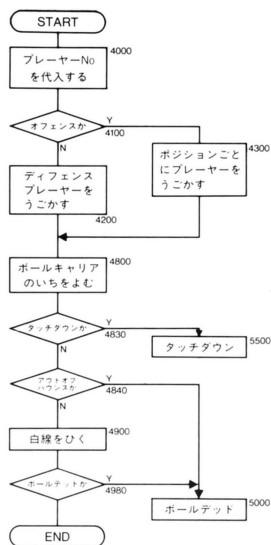 START
4000
プレーヤーNo
を代入する
オフェンスか
Y
4100
N
4300
ポジションごと
にプレーヤーを
うごかす
ディフェンス
プレーヤーを
うごかす
4200
4800
ボールキャリア
のいちをよむ
タッチダウンか
Y
4830
N
タッチダウン
5500
アウトオフ
バウンズか
Y
4840
N
4900
白線をひく
ボールデットか
Y
4980
ボールデッド
5000
END